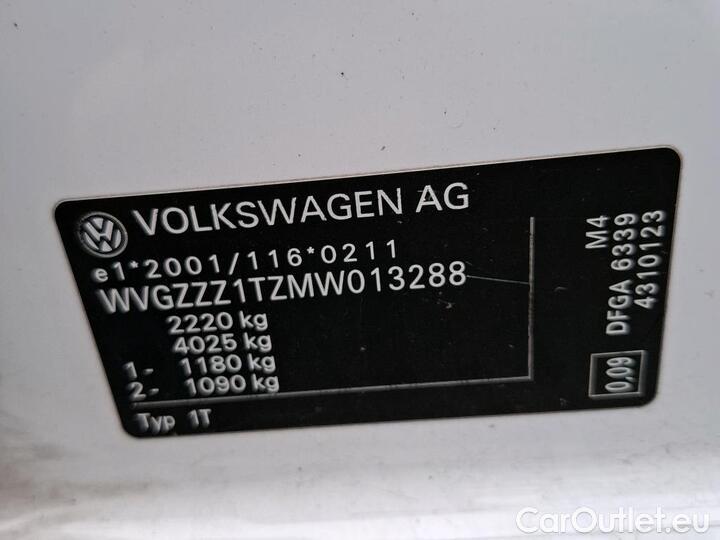 VOLKSWAGEN AG
e1*2001/116*0211
WVGZZZ1TZMW013288
2220 kg
4025 kg
1- 1180 kg
2- 1090 kg
Typ 1T
M4
DFGA 6339
4310123
0,09
CarOutlet.eu